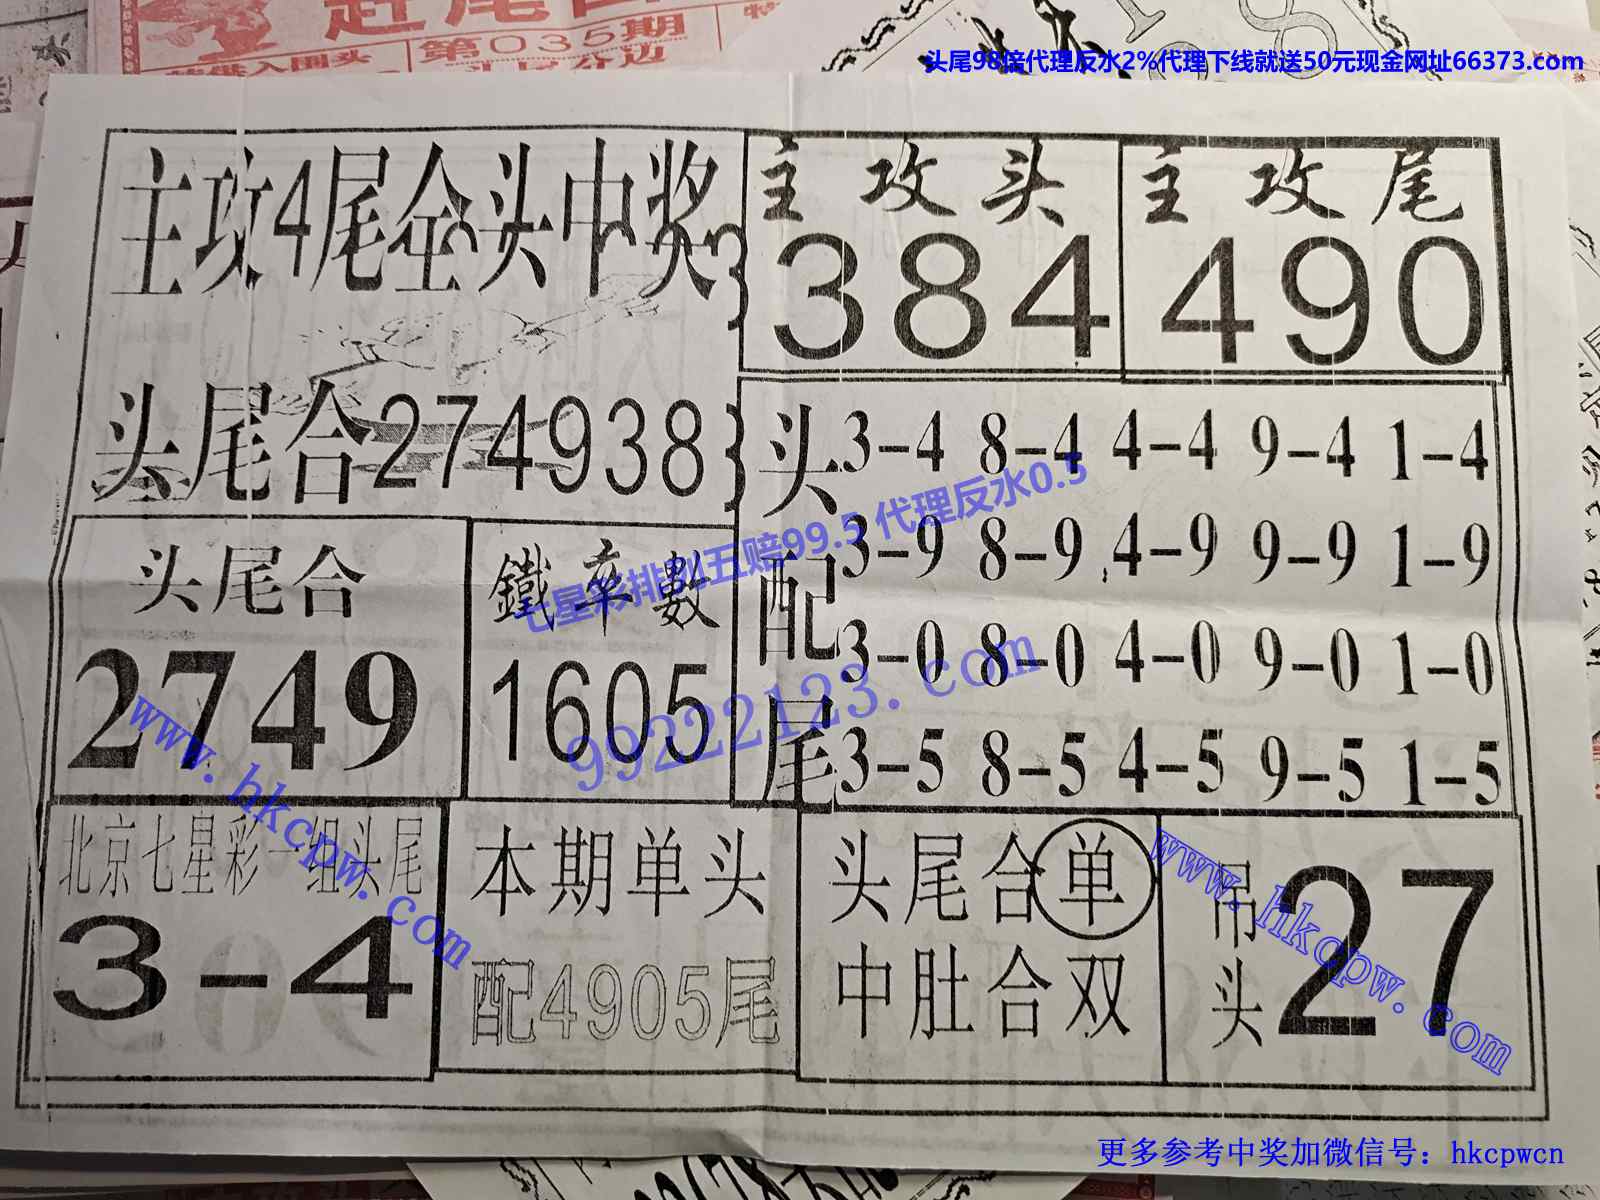 第035期
头尾98倍代理反水2%代理下线就送50元现金网址66373.com
主攻4尾全头中奖
主攻头
384
主攻尾
490
头尾合274938
头配尾
3-4 8-4 4-4 9-4 1-4
3-9 8-9 4-9 9-9 1-9
3-0 8-0 4-0 9-0 1-0
3-5 8-5 4-5 9-5 1-5
七星彩排列五赔99.5 代理反水0.5
99222123.com
头尾合
2749
鐵率數
1605
www.hkcpw.com
北京七星彩一组头尾
3-4
本期单头
配4905尾
头尾合单
中肚合双
吊头
27
www.hkcpw.com
更多参考中奖加微信号：hkcpwcn